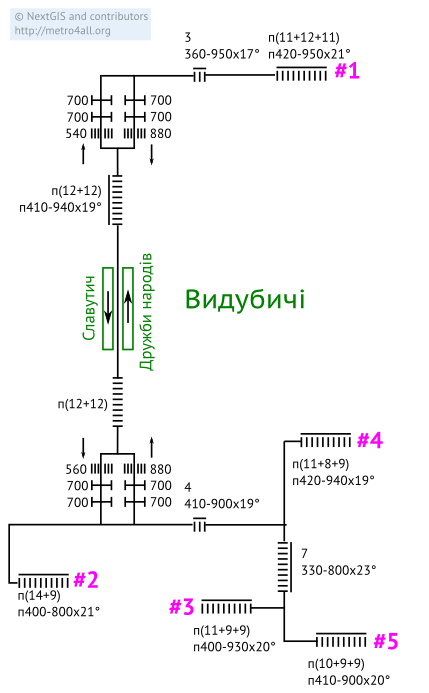 © NextGIS and contributors
http://metro4all.org
3
360-950x17°
п(11+12+11)
п420-950x21°
#1
700
700
700
700
540
880
п(12+12)
п410-940x19°
Славутич
Дружби народів
Видубичі
п(12+12)
560
880
700
700
700
700
4
410-900x19°
#4
п(11+8+9)
п420-940x19°
7
330-800x23°
#2
п(14+9)
п400-800x21°
#3
п(11+9+9)
п400-930x20°
#5
п(10+9+9)
п410-900x20°